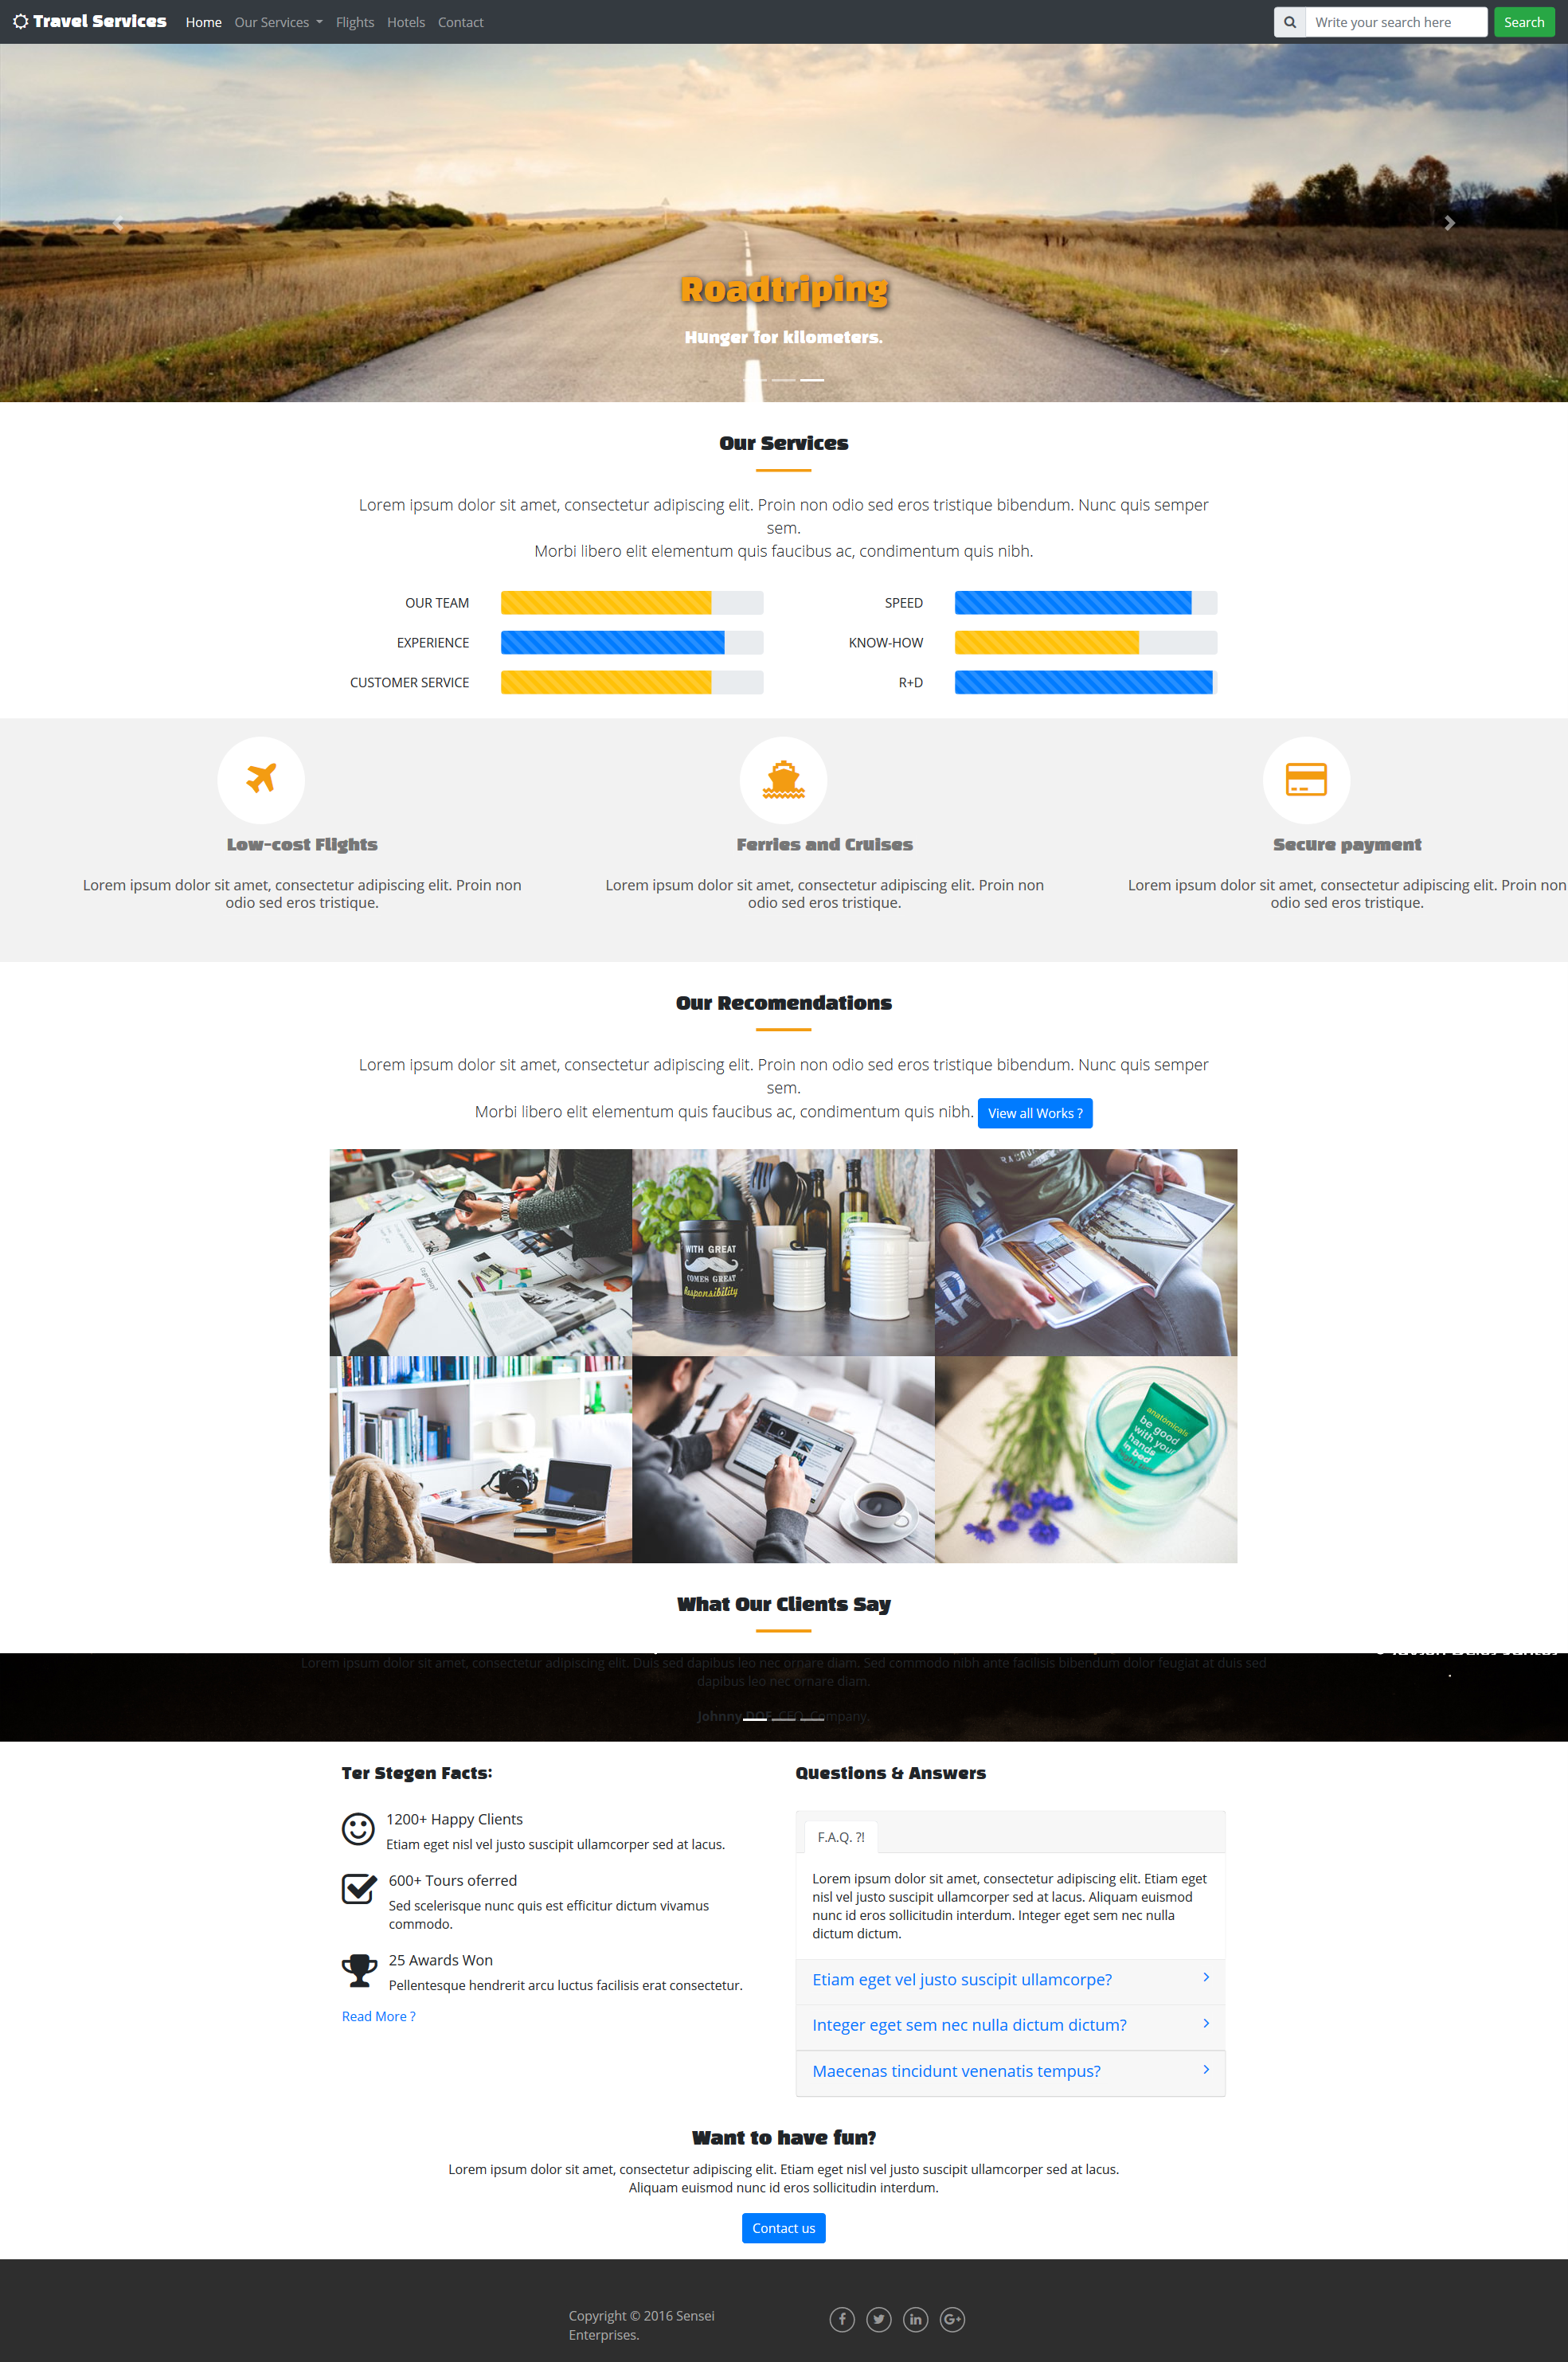 Travel Services Home Our Services Flights Hotels Contact Write your search here Search
Roadtriping
Hunger for kilometers.
Our Services
Lorem ipsum dolor sit amet, consectetur adipiscing elit. Proin non odio sed eros tristique bibendum. Nunc quis semper
sem.
Morbi libero elit elementum quis faucibus ac, condimentum quis nibh.
OUR TEAM
SPEED
EXPERIENCE
KNOW-HOW
CUSTOMER SERVICE
R+D
Low-cost Flights
Lorem ipsum dolor sit amet, consectetur adipiscing elit. Proin non
odio sed eros tristique.
Ferries and Cruises
Lorem ipsum dolor sit amet, consectetur adipiscing elit. Proin non
odio sed eros tristique.
Secure payment
Lorem ipsum dolor sit amet, consectetur adipiscing elit. Proin non
odio sed eros tristique.
Our Recomendations
Lorem ipsum dolor sit amet, consectetur adipiscing elit. Proin non odio sed eros tristique bibendum. Nunc quis semper
sem.
Morbi libero elit elementum quis faucibus ac, condimentum quis nibh. View all Works ?
WITH GREAT
COMES GREAT
Responsibility
anatomicals
be good
with your
hands
in bed
What Our Clients Say
Lorem ipsum dolor sit amet, consectetur adipiscing elit. Duis sed dapibus leo nec ornare diam. Sed commodo nibh ante facilisis bibendum dolor feugiat at duis sed
dapibus leo nec ornare diam.
Johnny DOE, CEO, Company.
Ter Stegen Facts:
1200+ Happy Clients
Etiam eget nisl vel justo suscipit ullamcorper sed at lacus.
600+ Tours oferred
Sed scelerisque nunc quis est efficitur dictum vivamus
commodo.
25 Awards Won
Pellentesque hendrerit arcu luctus facilisis erat consectetur.
Read More ?
Questions & Answers
F.A.Q. ?!
Lorem ipsum dolor sit amet, consectetur adipiscing elit. Etiam eget
nisl vel justo suscipit ullamcorper sed at lacus. Aliquam euismod
nunc id eros sollicitudin interdum. Integer eget sem nec nulla
dictum dictum.
Etiam eget vel justo suscipit ullamcorpe?
Integer eget sem nec nulla dictum dictum?
Maecenas tincidunt venenatis tempus?
Want to have fun?
Lorem ipsum dolor sit amet, consectetur adipiscing elit. Etiam eget nisl vel justo suscipit ullamcorper sed at lacus.
Aliquam euismod nunc id eros sollicitudin interdum.
Contact us
Copyright © 2016 Sensei
Enterprises.